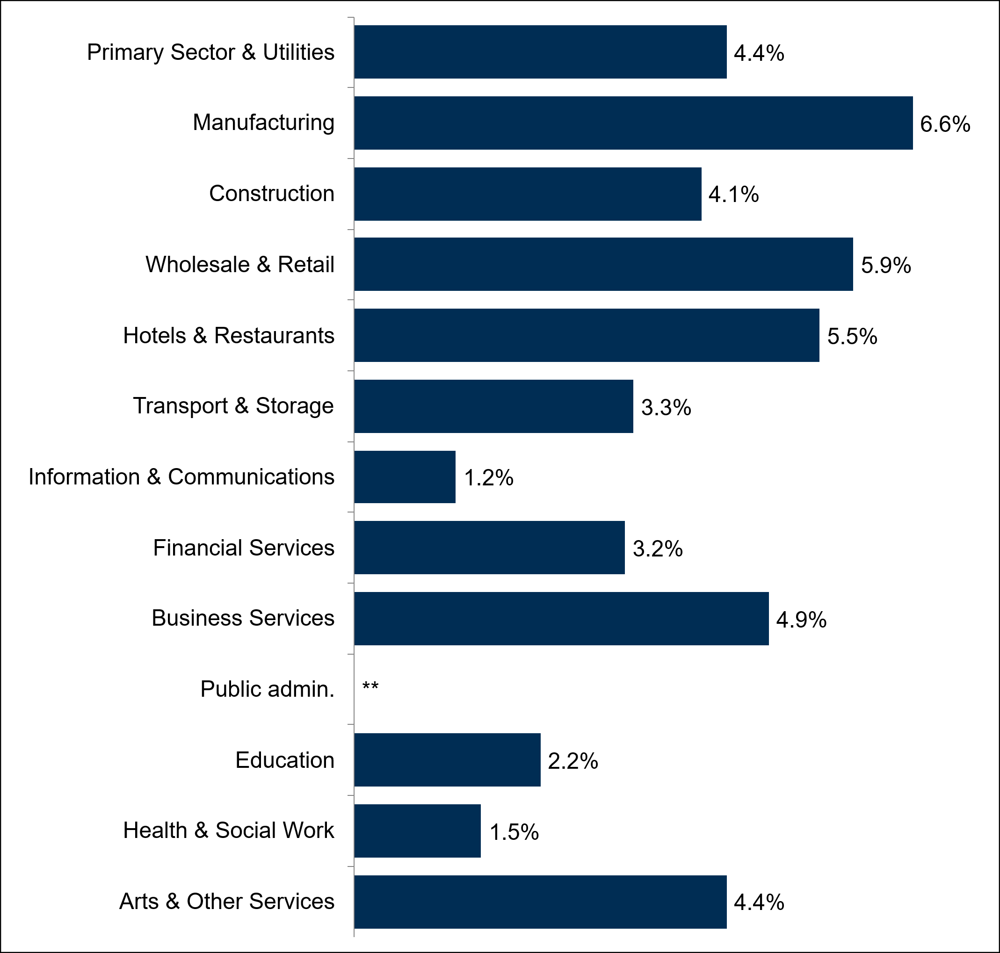 Primary Sector & Utilities 4.4%
Manufacturing 6.6%
Construction 4.1%
Wholesale & Retail 5.9%
Hotels & Restaurants 5.5%
Transport & Storage 3.3%
Information & Communications 1.2%
Financial Services 3.2%
Business Services 4.9%
Public admin. **
Education 2.2%
Health & Social Work 1.5%
Arts & Other Services 4.4%